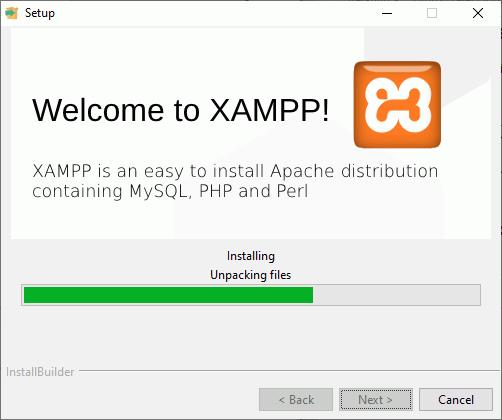 Setup
Welcome to XAMPP!
XAMPP is an easy to install Apache distribution
containing MySQL, PHP and Perl
Installing
Unpacking files
InstallBuilder
< Back
Next >
Cancel